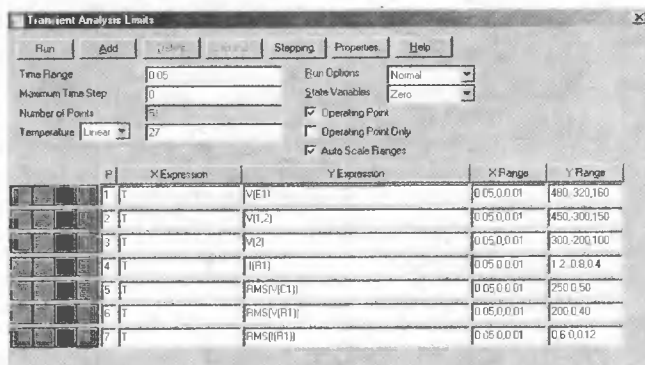 Transient Analysis Limits
Run Add Stepping Properties Help
Time Range 0.05 Run Options Normal
Maximum Time Step 0 State Variables Zero
Number of Points 51 Operating Point
Temperature Linear 27 Operating Point Only
Auto Scale Ranges
P X Expression Y Expression X Range Y Range
1 T V(E1) 0.05,0,0.01 480,-320,160
2 T V(1,2) 0.05,0,0.01 450,-300,150
3 T V(2) 0.05,0,0.01 300,-200,100
4 T I(R1) 0.05,0,0.01 1.2,-0.8,0.4
5 T 0.05,0,0.01 250,0,50
6 T RMS(V(R1)) 0.05,0,0.01 200,0,40
7 T RMS(I(R1)) 0.05,0,0.01 0.6,0,0.12